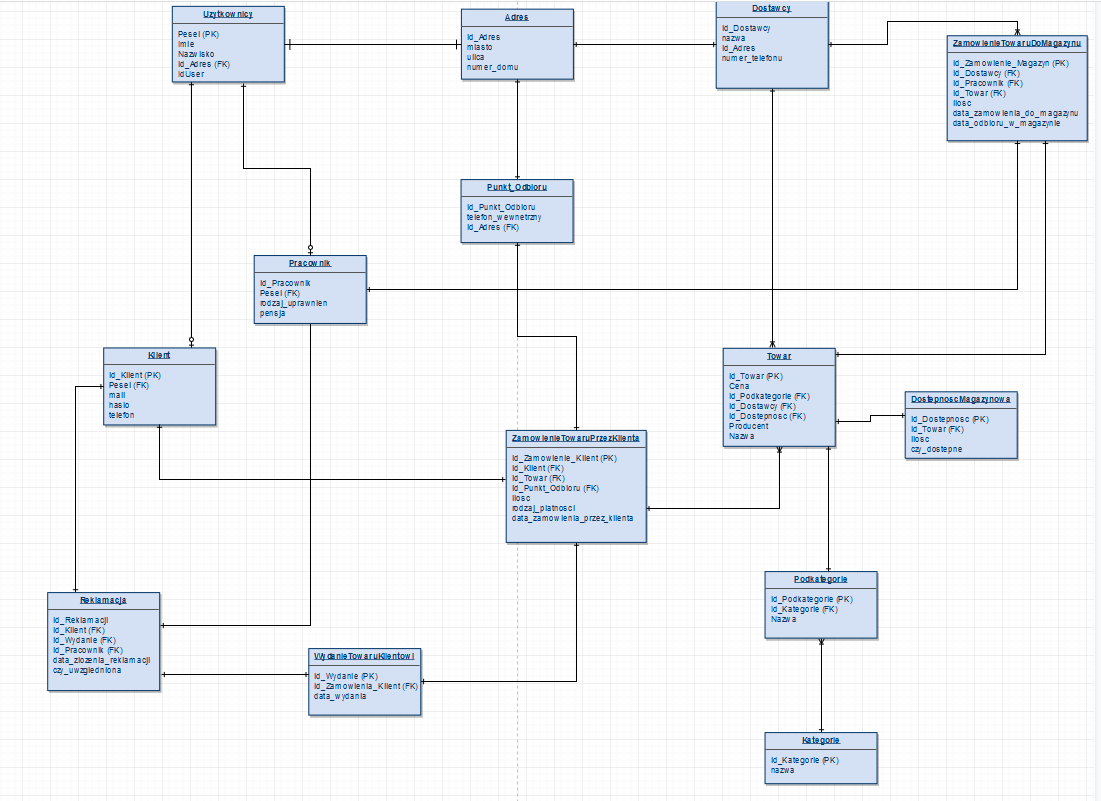 Uzytkownicy
Pesel (PK)
Imie
Nazwisko
Id_Adres (FK)
idUser
Adres
Id_Adres
miasto
ulica
numer_domu
Dostawcy
Id_Dostawcy
nazwa
Id_Adres
numer_telefonu
ZamowienieTowaruDoMagazynu
Id_Zamowienie_Magazyn (PK)
Id_Dostawcy (FK)
Id_Pracownik (FK)
Id_Towar (FK)
ilosc
data_zamowienia_do_magazynu
data_odbioru_w_magazynie
Punkt_Odbioru
Id_Punkt_Odbioru
telefon_wewnetrzny
Id_Adres (FK)
Pracownik
Id_Pracownik
Pesel (FK)
rodzaj_uprawnien
pensja
Klient
Id_Klient (PK)
Pesel (FK)
mail
haslo
telefon
Towar
Id_Towar (PK)
Cena
Id_Podkategorie (FK)
Id_Dostawcy (FK)
Id_Dostepnosc (FK)
Producent
Nazwa
DostepnoscMagazynowa
Id_Dostepnosc (PK)
Id_Towar (FK)
ilosc
czy_dostepne
ZamowienieTowaruPrzezKlienta
Id_Zamowienie_Klient (PK)
Id_Klient (FK)
Id_Towar (FK)
Id_Punkt_Odbioru (FK)
ilosc
rodzaj_platnosci
data_zamowienia_przez_klienta
Podkategorie
Id_Podkategorie (PK)
Id_Kategorie (FK)
Nazwa
Reklamacja
Id_Reklamacji
Id_Klient (FK)
Id_Wydanie (FK)
Id_Pracownik (FK)
data_zlozenia_reklamacji
czy_uwzgledniona
WydanieTowaruKlientowi
Id_Wydanie (PK)
Id_Zamowienia_Klient (FK)
data_wydania
Kategorie
Id_Kategorie (PK)
nazwa